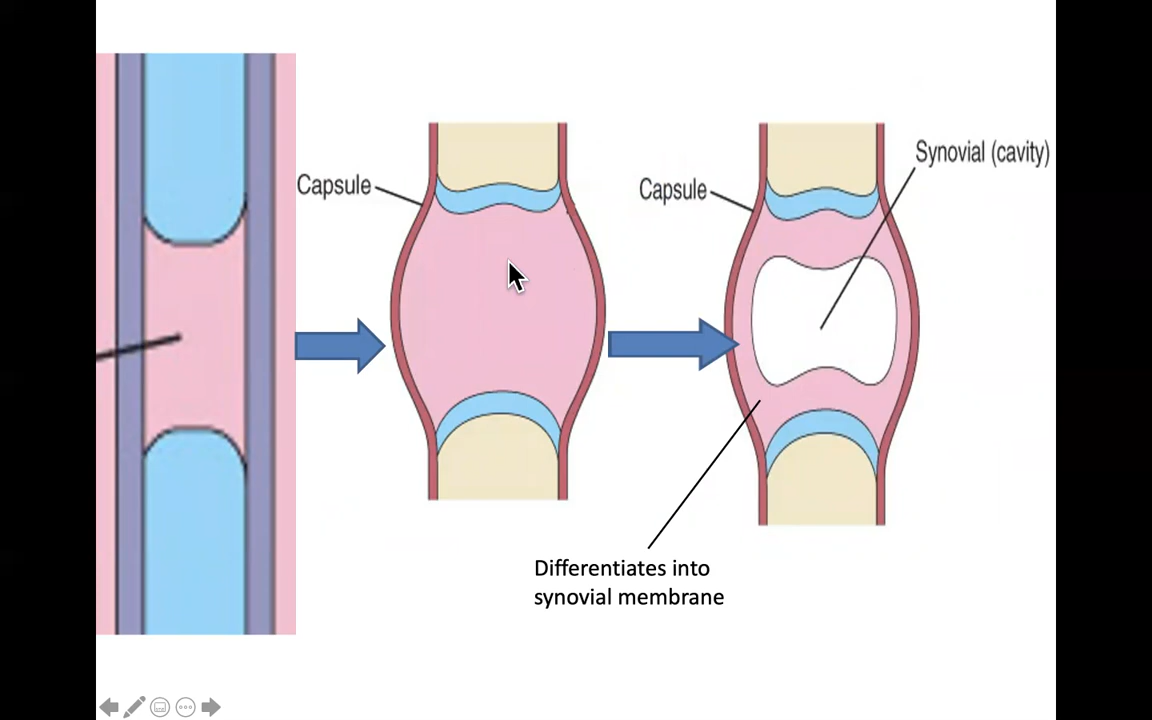 Capsule
Capsule
Synovial (cavity)
Differentiates into
synovial membrane